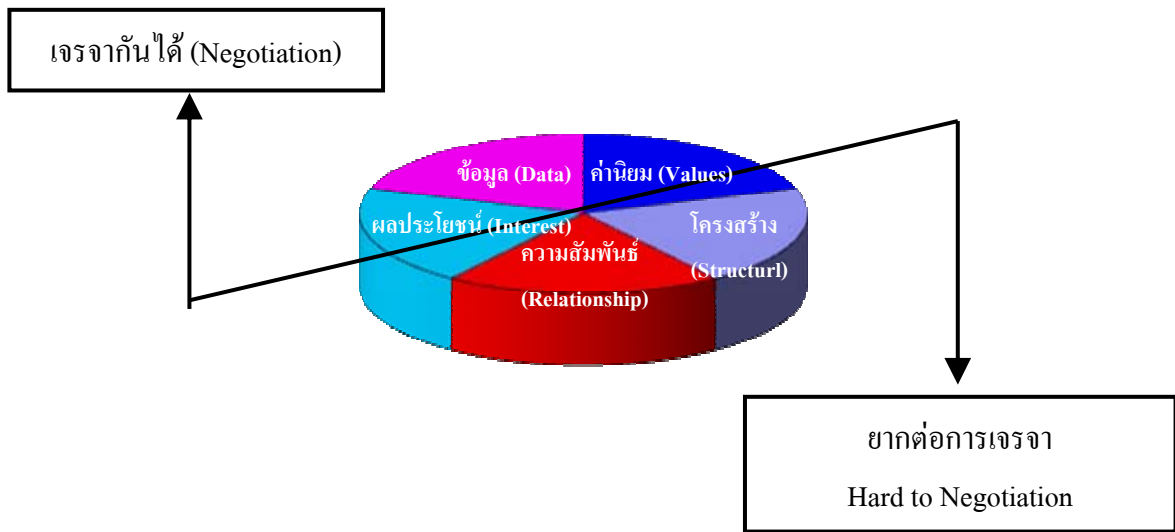 เจรจากันได้ (Negotiation)
ข้อมูล (Data)
ค่านิยม (Values)
ผลประโยชน์ (Interest)
โครงสร้าง
(Structurl)
ความสัมพันธ์
(Relationship)
ยากต่อการเจรจา
Hard to Negotiation